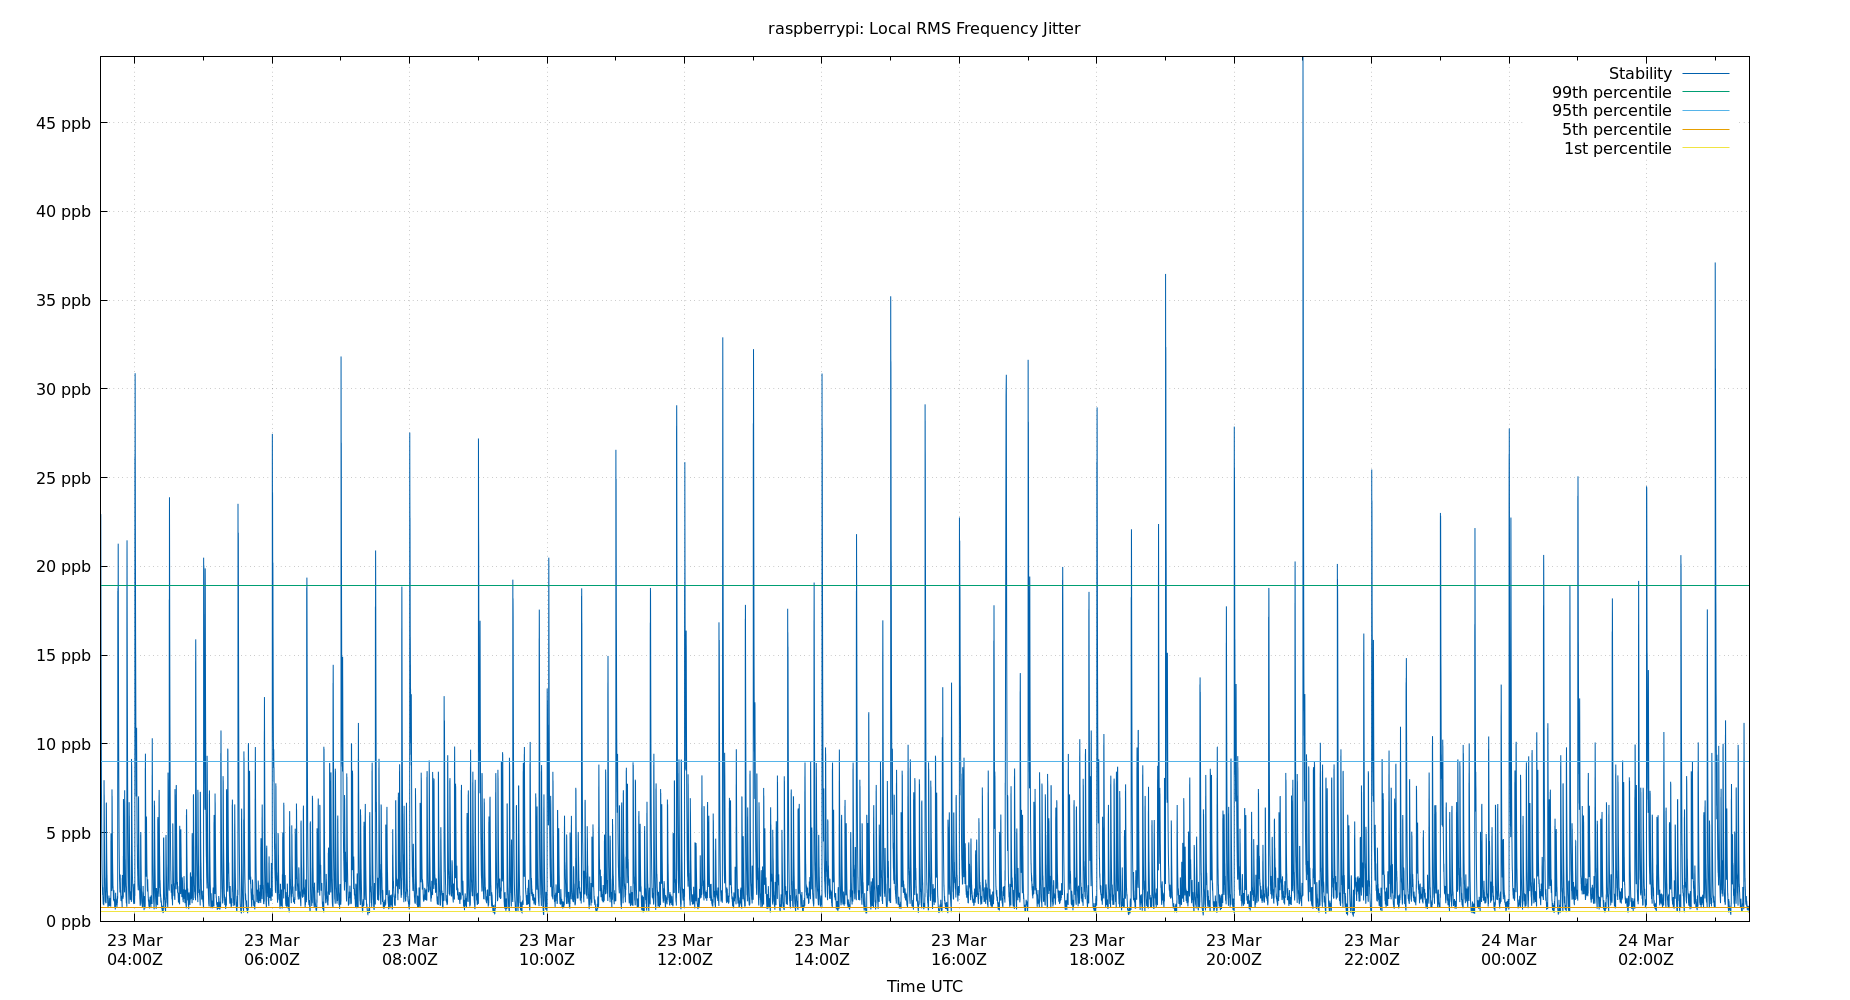 raspberrypi: Local RMS Frequency Jitter
Stability
99th percentile
95th percentile
5th percentile
1st percentile
45 ppb
40 ppb
35 ppb
30 ppb
25 ppb
20 ppb
15 ppb
10 ppb
5 ppb
0 ppb
23 Mar 23 Mar 23 Mar 23 Mar 23 Mar 23 Mar 23 Mar 23 Mar 23 Mar 23 Mar 24 Mar 24 Mar
04:00Z 06:00Z 08:00Z 10:00Z 12:00Z 14:00Z 16:00Z 18:00Z 20:00Z 22:00Z 00:00Z 02:00Z
Time UTC